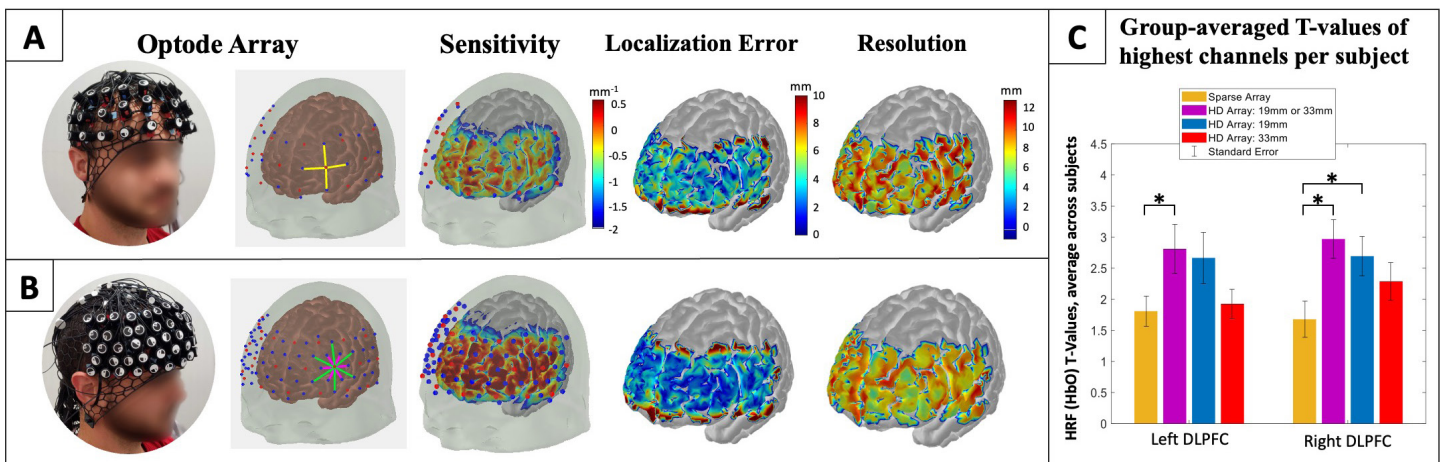 A
Optode Array
Sensitivity
Localization Error
Resolution
mm-1
0.5
0
-0.5
-1
-1.5
-2
mm
10
8
6
4
2
0
mm
12
10
8
6
4
2
0
B
C
Group-averaged T-values of
highest channels per subject
Sparse Array
HD Array: 19mm or 33mm
HD Array: 19mm
HD Array: 33mm
Standard Error
HRF (HbO) T-Values, average across subjects
4.5
4
3.5
3
2.5
2
1.5
1
0.5
0
*
*
*
Left DLPFC
Right DLPFC